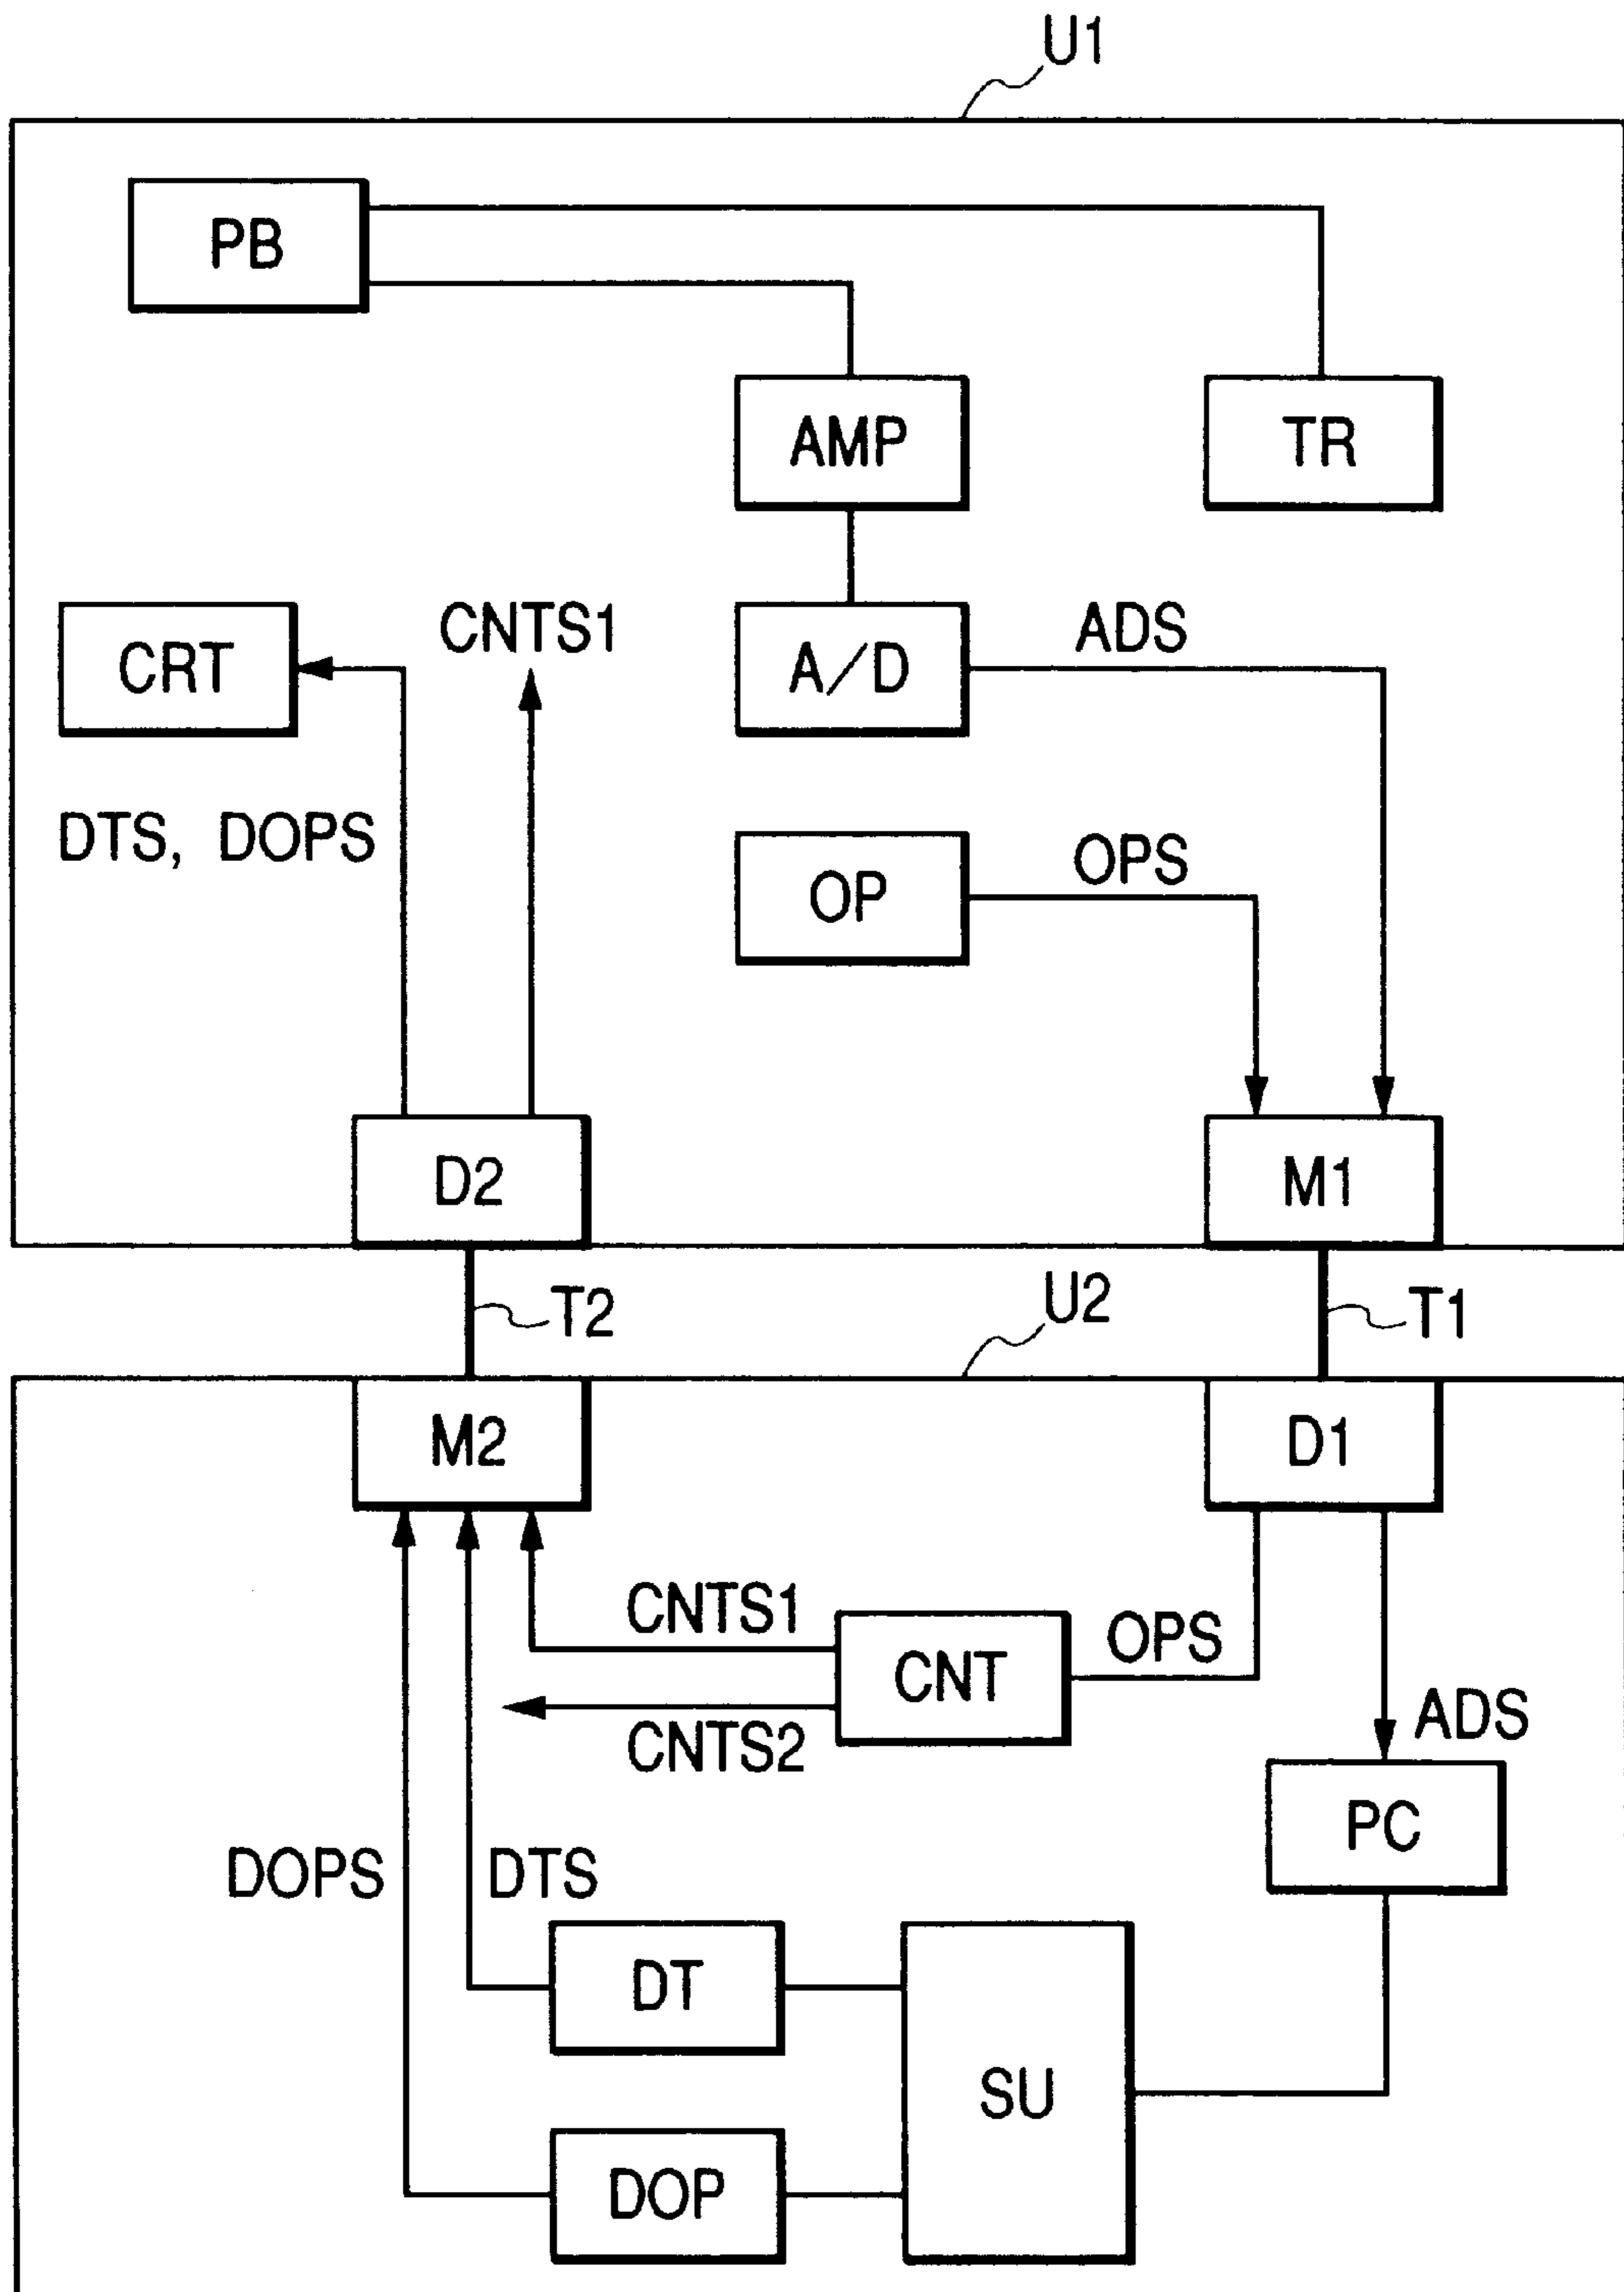 U1
PB
AMP
TR
CRT
CNTS1
A/D
ADS
DTS, DOPS
OP
OPS
D2
M1
T2
U2
T1
M2
D1
CNTS1
CNT
OPS
CNTS2
ADS
PC
DOPS
DTS
DT
SU
DOP